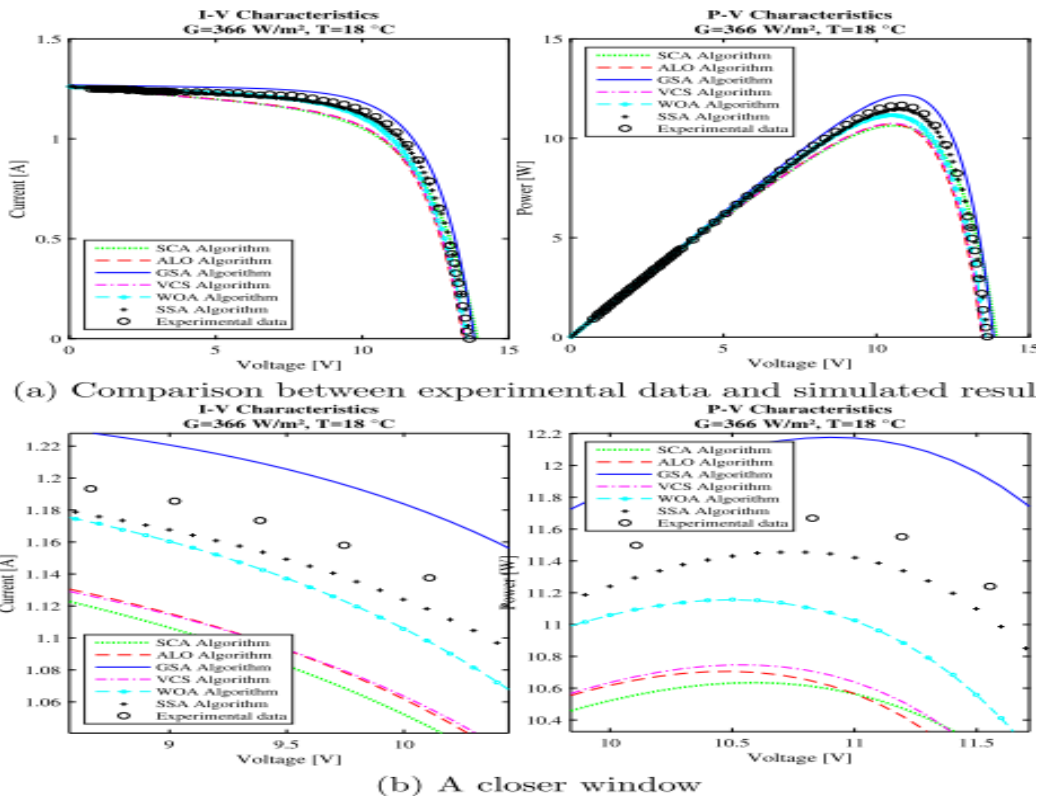 I-V Characteristics
G=366 W/m², T=18 °C
1.5
1
0.5
0
Current [A]
SCA Algorithm
ALO Algorithm
GSA Algorithm
VCS Algorithm
WOA Algorithm
SSA Algorithm
Experimental data
0
5
10
15
Voltage [V]
P-V Characteristics
G=366 W/m², T=18 °C
15
10
5
0
Power [W]
SCA Algorithm
ALO Algorithm
GSA Algorithm
VCS Algorithm
WOA Algorithm
SSA Algorithm
Experimental data
0
5
10
15
Voltage [V]
(a) Comparison between experimental data and simulated resul
I-V Characteristics
G=366 W/m², T=18 °C
1.22
1.2
1.18
1.16
1.14
1.12
1.1
1.08
1.06
Current [A]
SCA Algorithm
ALO Algorithm
GSA Algorithm
VCS Algorithm
WOA Algorithm
SSA Algorithm
Experimental data
9
9.5
10
Voltage [V]
P-V Characteristics
G=366 W/m², T=18 °C
12.2
12
11.8
11.6
11.4
11.2
11
10.8
10.6
10.4
Power [W]
SCA Algorithm
ALO Algorithm
GSA Algorithm
VCS Algorithm
WOA Algorithm
SSA Algorithm
Experimental data
10
10.5
11
11.5
Voltage [V]
(b) A closer window